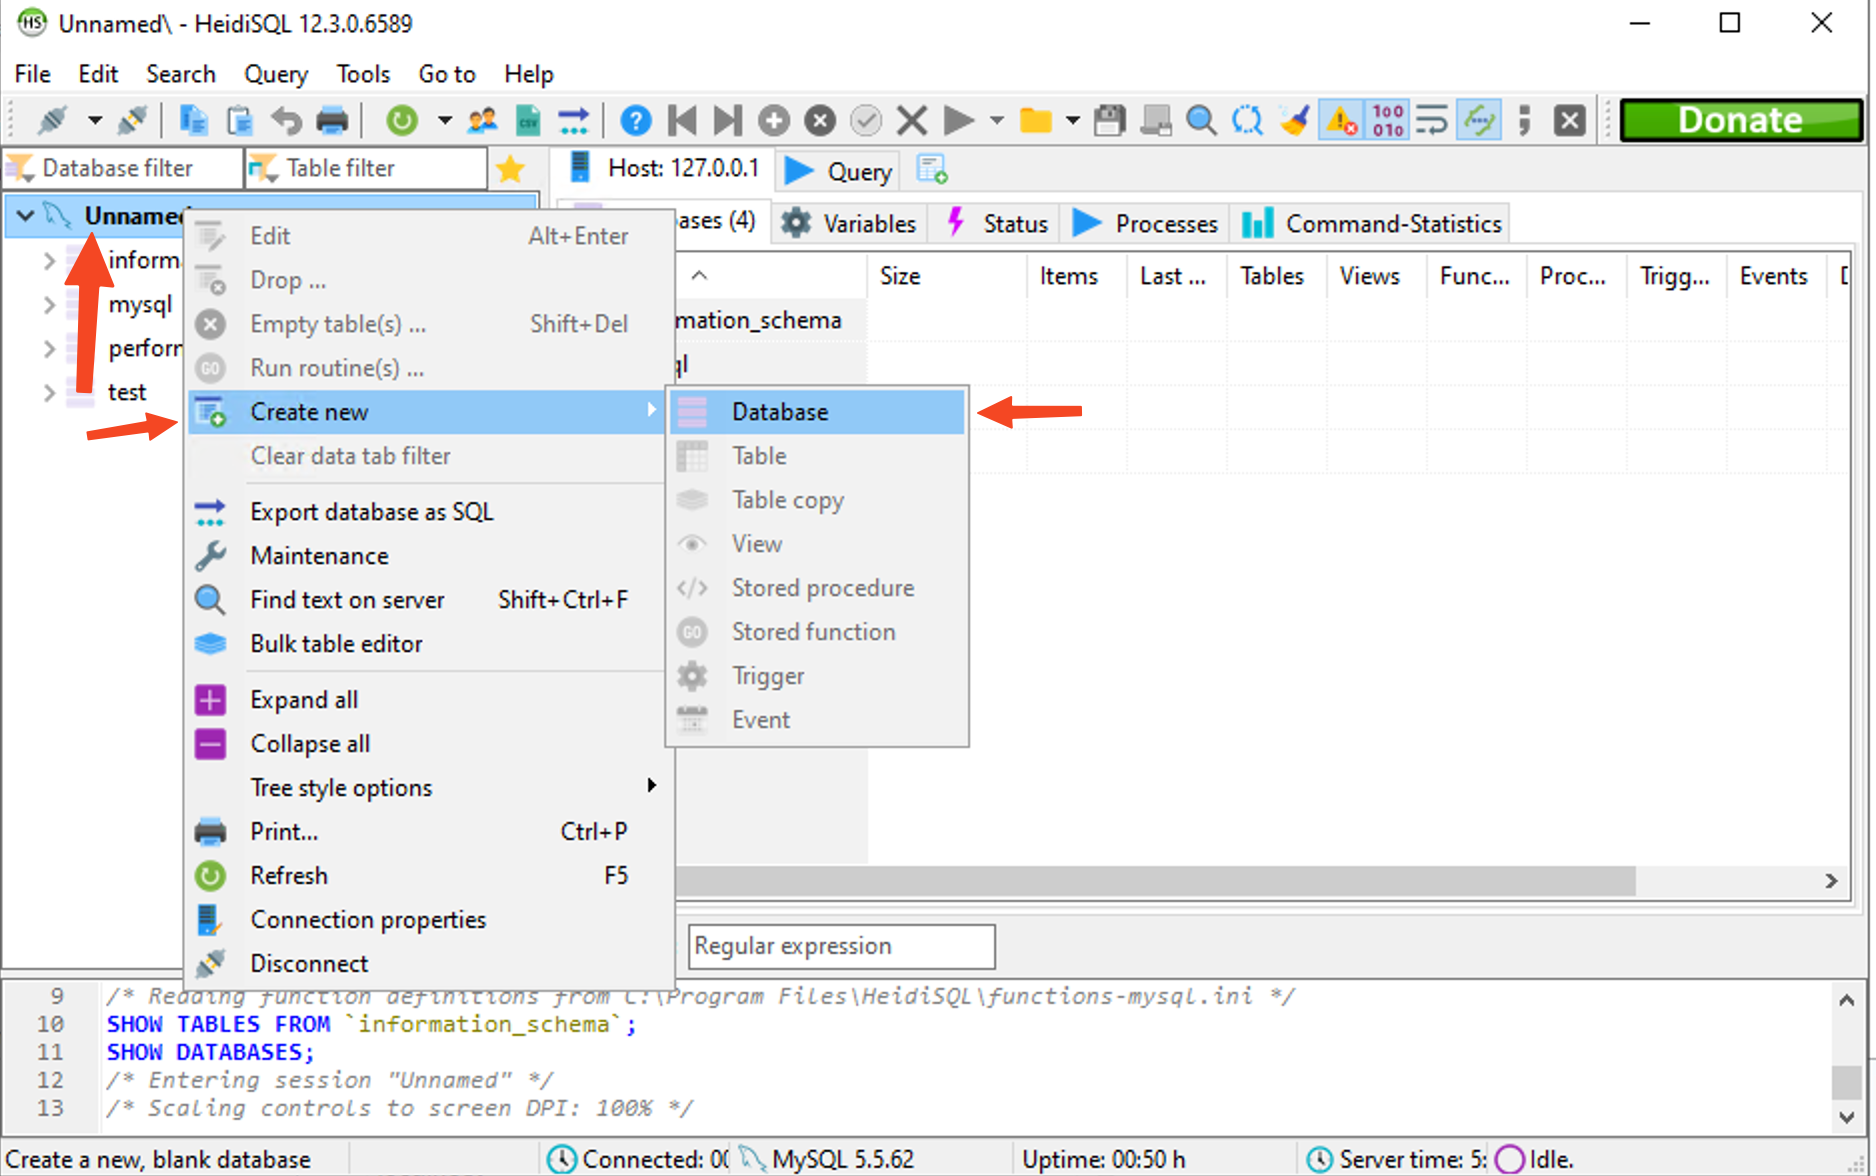 Unnamed\ - HeidiSQL 12.3.0.6589
File Edit Search Query Tools Go to Help
Donate
Database filter Table filter Host: 127.0.0.1 Query
Unnamed (4) Variables Status Processes Command-Statistics
Size Items Last ... Tables Views Func... Proc... Trigg... Events
mysql
test
Edit Alt+Enter
Drop ...
Empty table(s) ... Shift+Del
Run routine(s) ...
Create new
Clear data tab filter
Export database as SQL
Maintenance
Find text on server Shift+Ctrl+F
Bulk table editor
Expand all
Collapse all
Tree style options
Print... Ctrl+P
Refresh F5
Connection properties
Disconnect
Database
Table
Table copy
View
Stored procedure
Stored function
Trigger
Event
Regular expression
9 /* Reading function definitions from C:\Program Files\HeidiSQL\functions-mysql.ini */
10 SHOW TABLES FROM `information_schema`;
11 SHOW DATABASES;
12 /* Entering session "Unnamed" */
13 /* Scaling controls to screen DPI: 100% */
Create a new, blank database Connected: 00 MySQL 5.5.62 Uptime: 00:50 h Server time: 5: Idle.